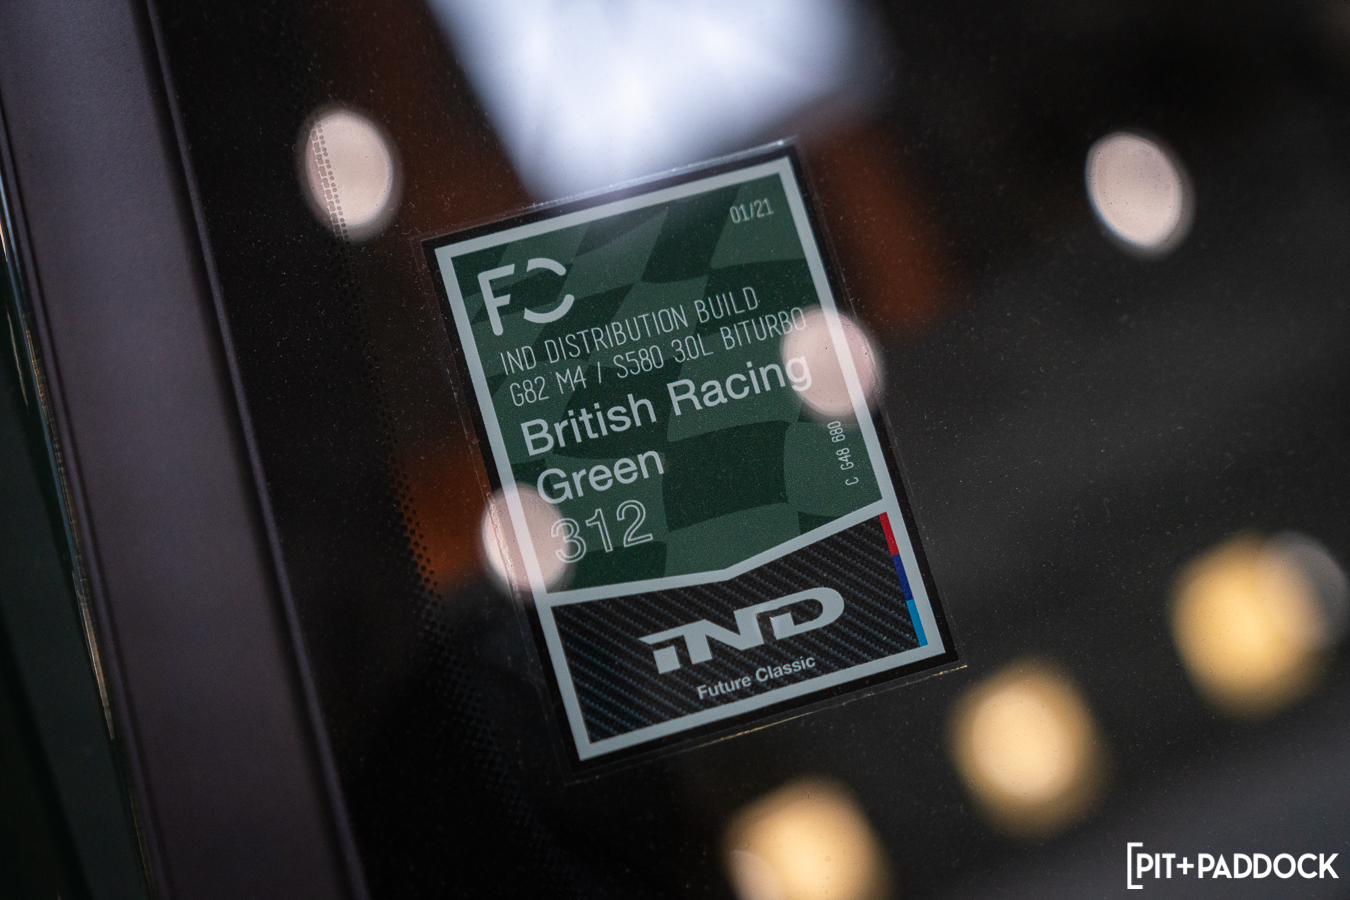 01/21
FC
IND DISTRIBUTION BUILD
G82 M4 / S580 3.0L BITURBO
British Racing
Green
312
C G48 680
IND
Future Classic
[PIT+PADDOCK